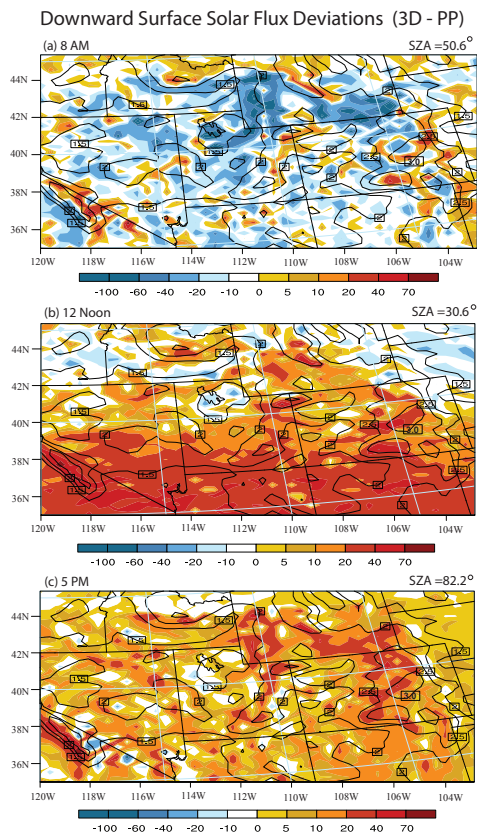 Downward Surface Solar Flux Deviations (3D - PP)
(a) 8 AM SZA =50.6°
44N
42N
40N
38N
36N
120W 118W 116W 114W 112W 110W 108W 106W 104W
-100 -60 -40 -20 -10 0 5 10 20 40 70
(b) 12 Noon SZA =30.6°
44N
42N
40N
38N
36N
120W 118W 116W 114W 112W 110W 108W 106W 104W
-100 -60 -40 -20 -10 0 5 10 20 40 70
(c) 5 PM SZA =82.2°
44N
42N
40N
38N
36N
120W 118W 116W 114W 112W 110W 108W 106W 104W
-100 -60 -40 -20 -10 0 5 10 20 40 70